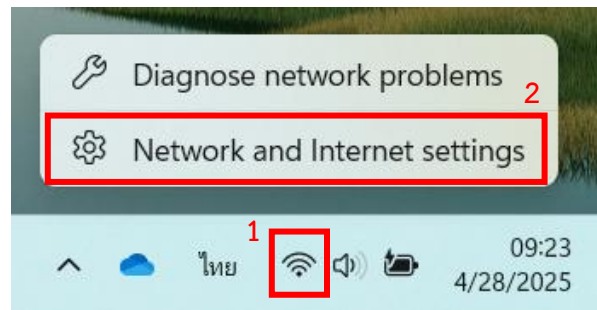 Diagnose network problems
2
Network and Internet settings
1
ไทย
09:23
4/28/2025